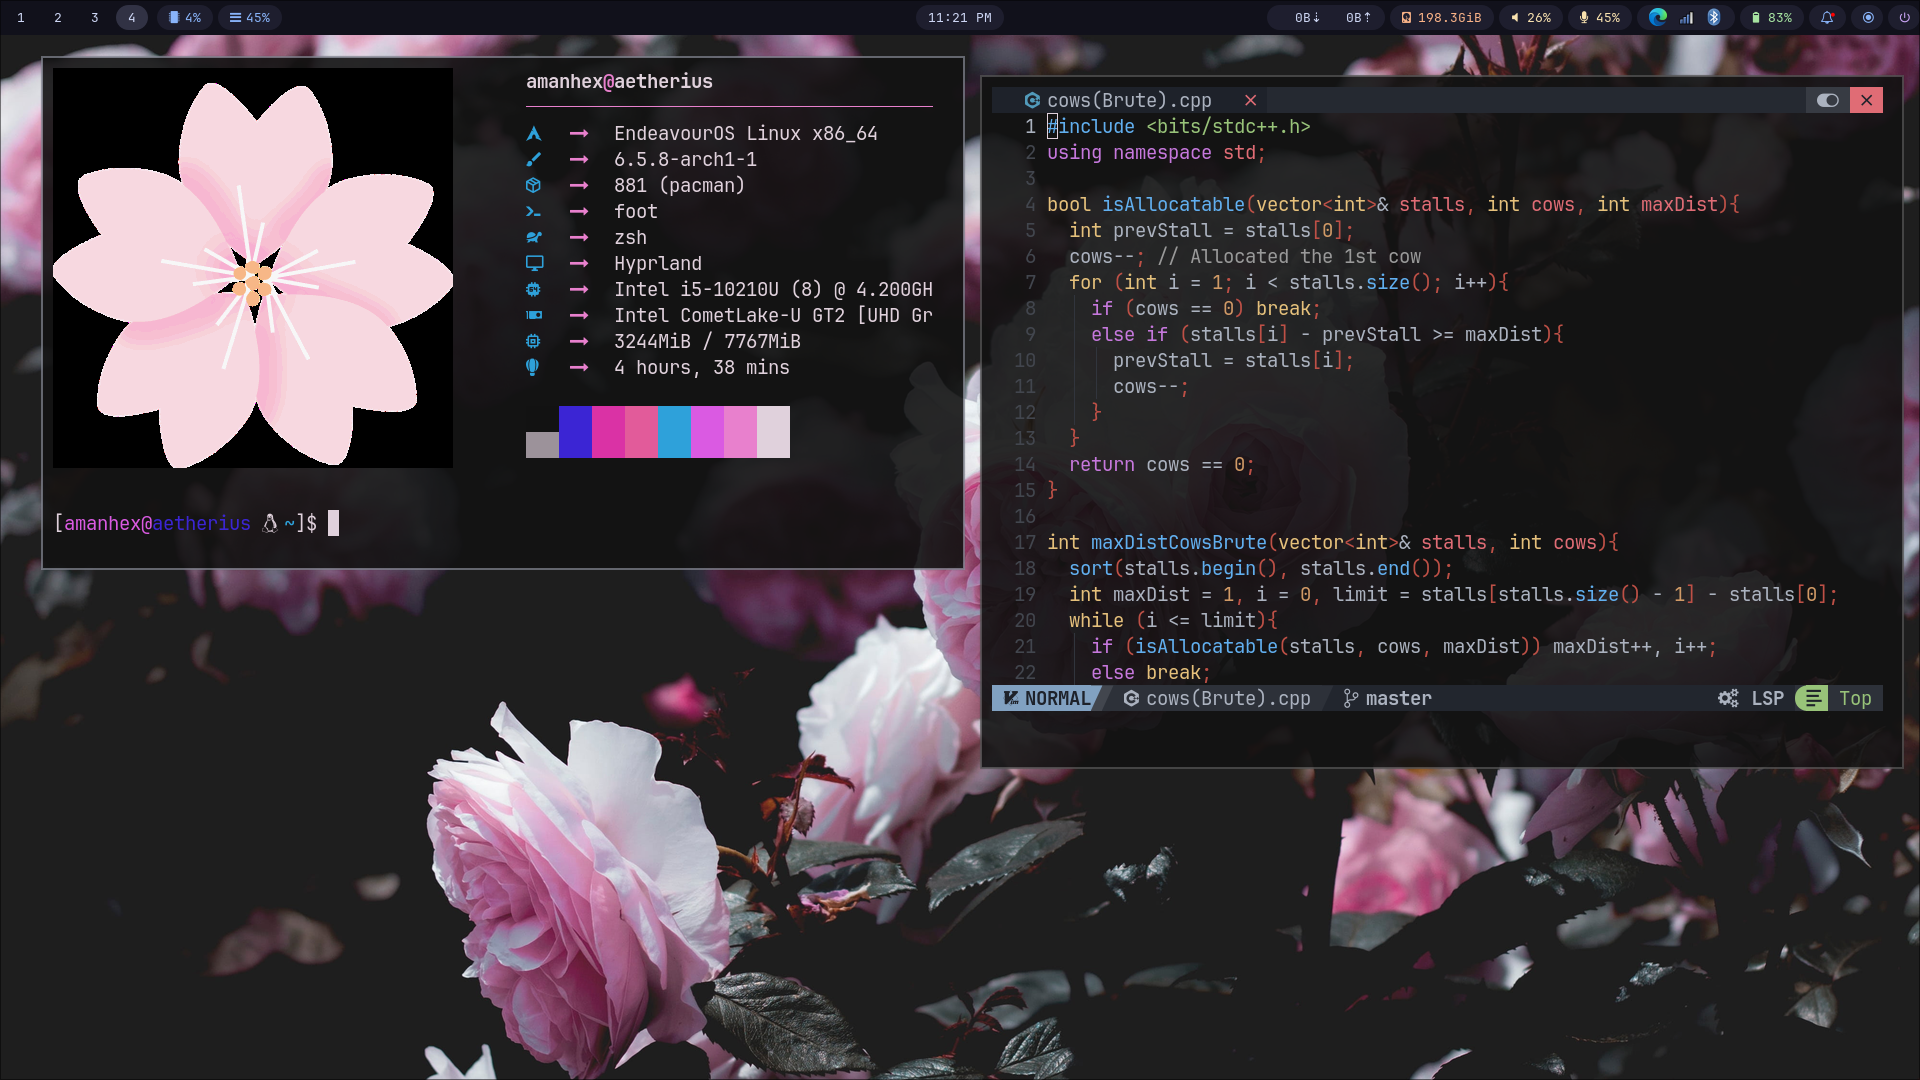 1 2 3 4 4% 45% 11:21 PM 0B↓ 0B↑ 198.3GiB 26% 45% 83%
amanhex@aetherius
EndeavourOS Linux x86_64
6.5.8-arch1-1
881 (pacman)
foot
zsh
Hyprland
Intel i5-10210U (8) @ 4.200GH
Intel CometLake-U GT2 [UHD Gr
3244MiB / 7767MiB
4 hours, 38 mins
[amanhex@aetherius ~]$
cows(Brute).cpp
1 #include <bits/stdc++.h>
2 using namespace std;
3
4 bool isAllocatable(vector<int>& stalls, int cows, int maxDist){
5   int prevStall = stalls[0];
6   cows--; // Allocated the 1st cow
7   for (int i = 1; i < stalls.size(); i++){
8     if (cows == 0) break;
9     else if (stalls[i] - prevStall >= maxDist){
10       prevStall = stalls[i];
11       cows--;
12     }
13   }
14   return cows == 0;
15 }
16
17 int maxDistCowsBrute(vector<int>& stalls, int cows){
18   sort(stalls.begin(), stalls.end());
19   int maxDist = 1, i = 0, limit = stalls[stalls.size() - 1] - stalls[0];
20   while (i <= limit){
21     if (isAllocatable(stalls, cows, maxDist)) maxDist++, i++;
22     else break;
NORMAL cows(Brute).cpp master LSP Top